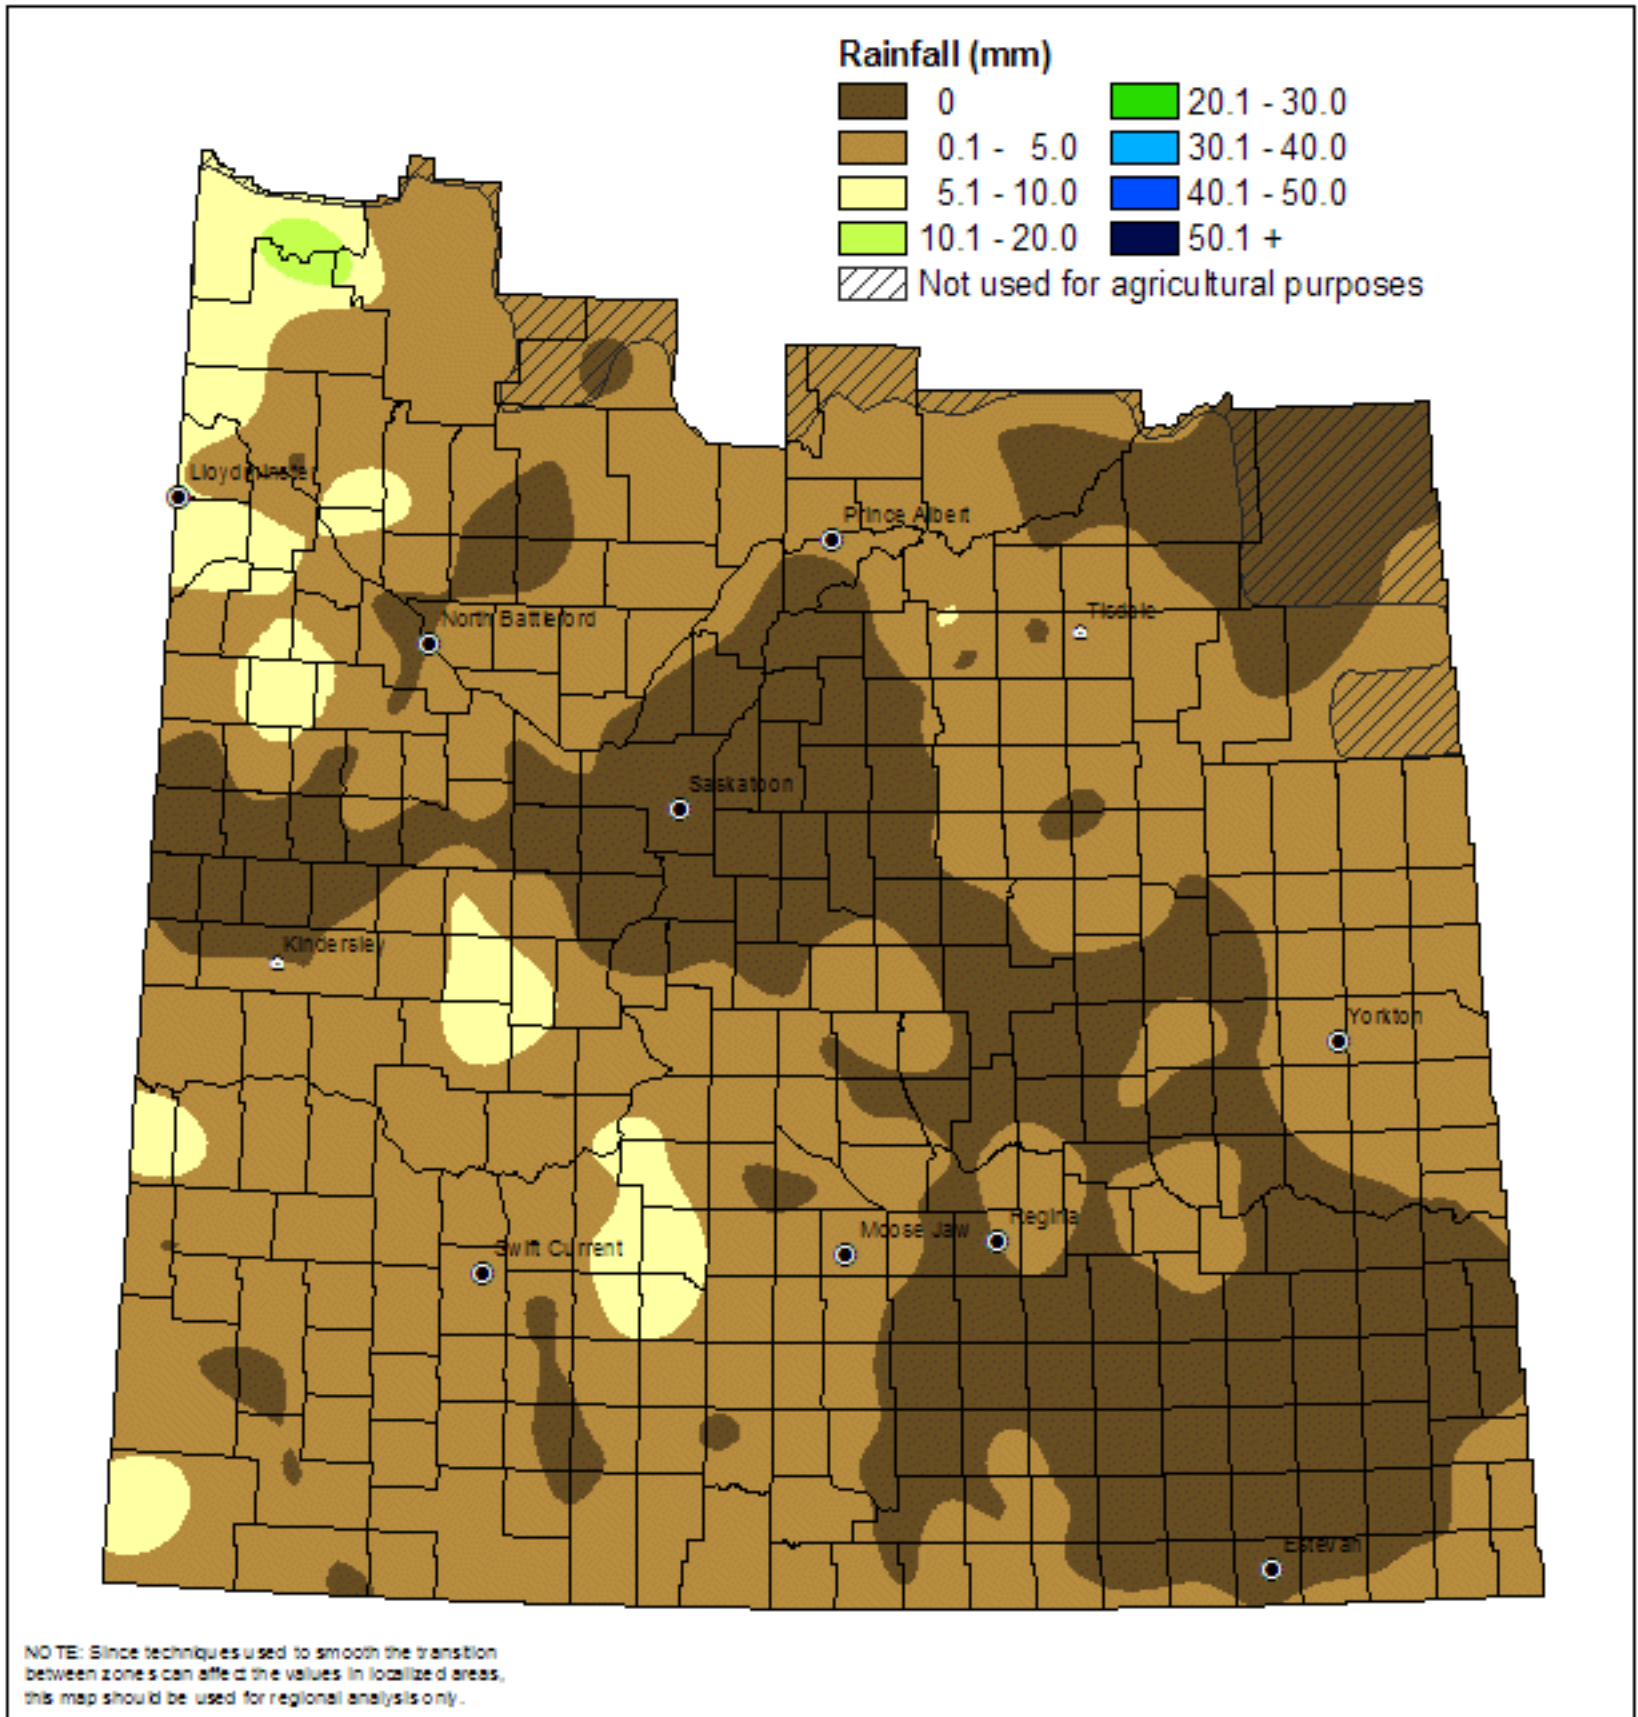 Rainfall (mm)
0
20.1 - 30.0
0.1 - 5.0
30.1 - 40.0
5.1 - 10.0
40.1 - 50.0
10.1 - 20.0
50.1 +
Not used for agricultural purposes
Lloydminster
Prince Albert
North Battleford
Tisdale
Saskatoon
Kindersley
Yorkton
Moose Jaw
Regina
Swift Current
Estevan
NOTE: Since techniques used to smooth the transition
between zones can affect the values in localized areas,
this map should be used for regional analysis only.